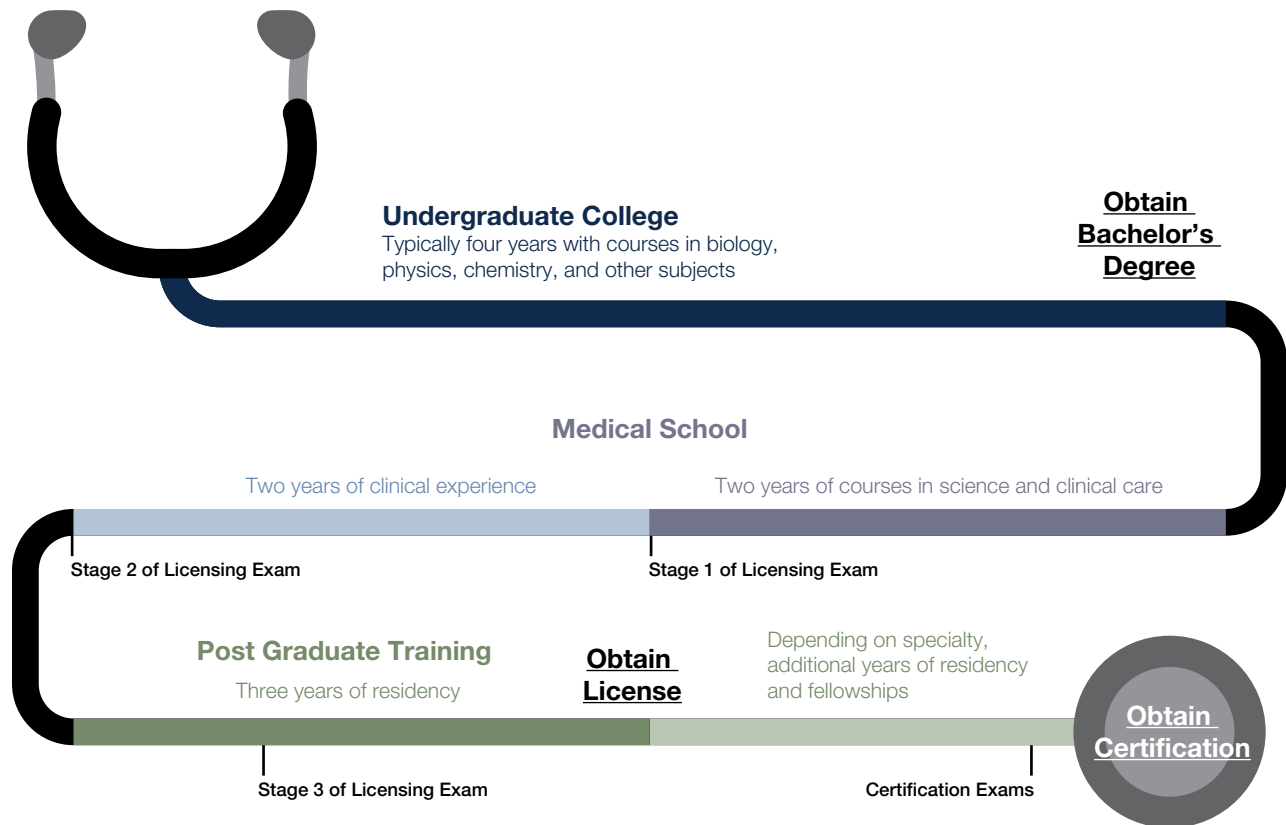 Undergraduate College
Typically four years with courses in biology,
physics, chemistry, and other subjects
Obtain
Bachelor’s
Degree
Medical School
Two years of clinical experience
Two years of courses in science and clinical care
Stage 2 of Licensing Exam
Stage 1 of Licensing Exam
Post Graduate Training
Three years of residency
Obtain
License
Depending on specialty,
additional years of residency
and fellowships
Obtain
Certification
Stage 3 of Licensing Exam
Certification Exams